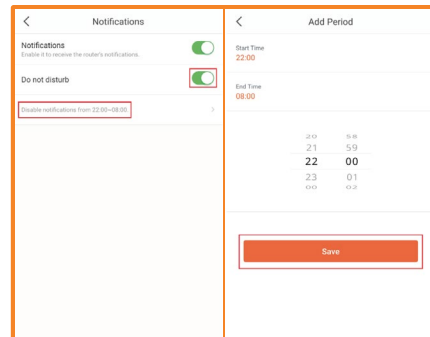 Notifications
Notifications
Enable it to receive the router's notifications.
Do not disturb
Disable notifications from 22:00~08:00.
Add Period
Start Time
22:00
End Time
08:00
20 58
21 59
22 00
23 01
00 02
Save